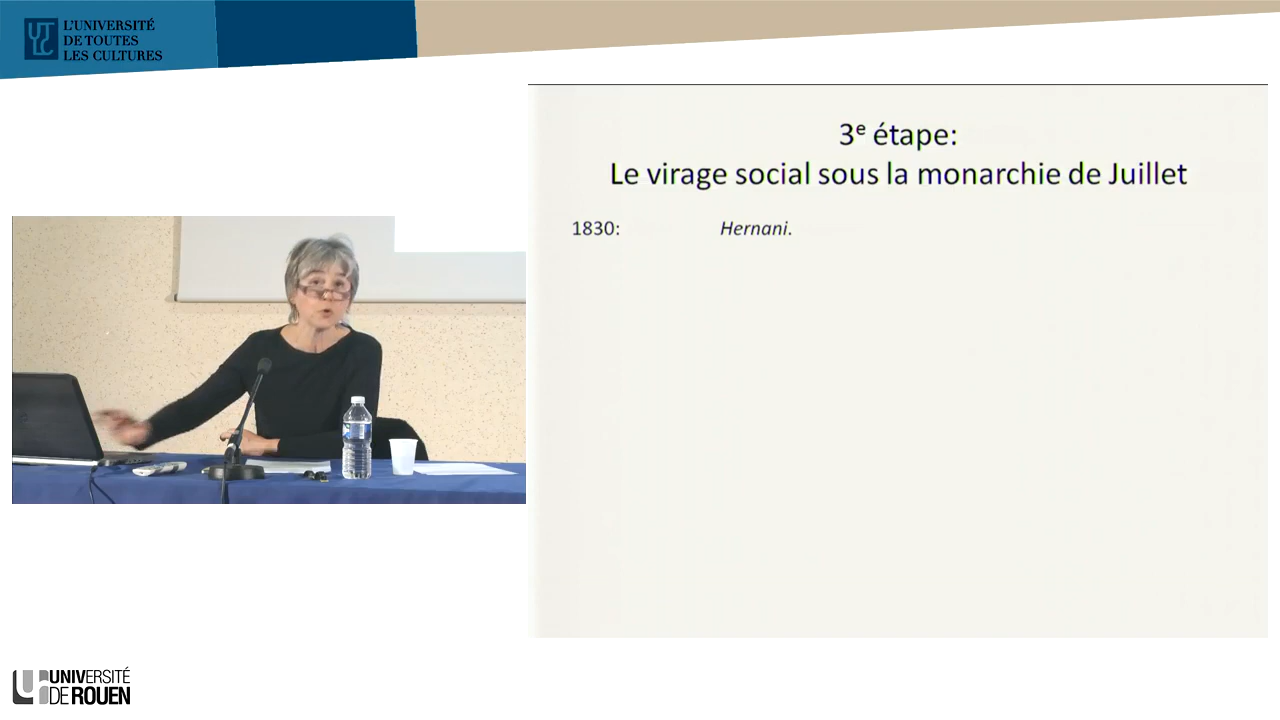 L'UNIVERSITÉ
DE TOUTES
LES CULTURES
3e étape:
Le virage social sous la monarchie de Juillet
1830: Hernani.
UNIVERSITÉ
DE ROUEN